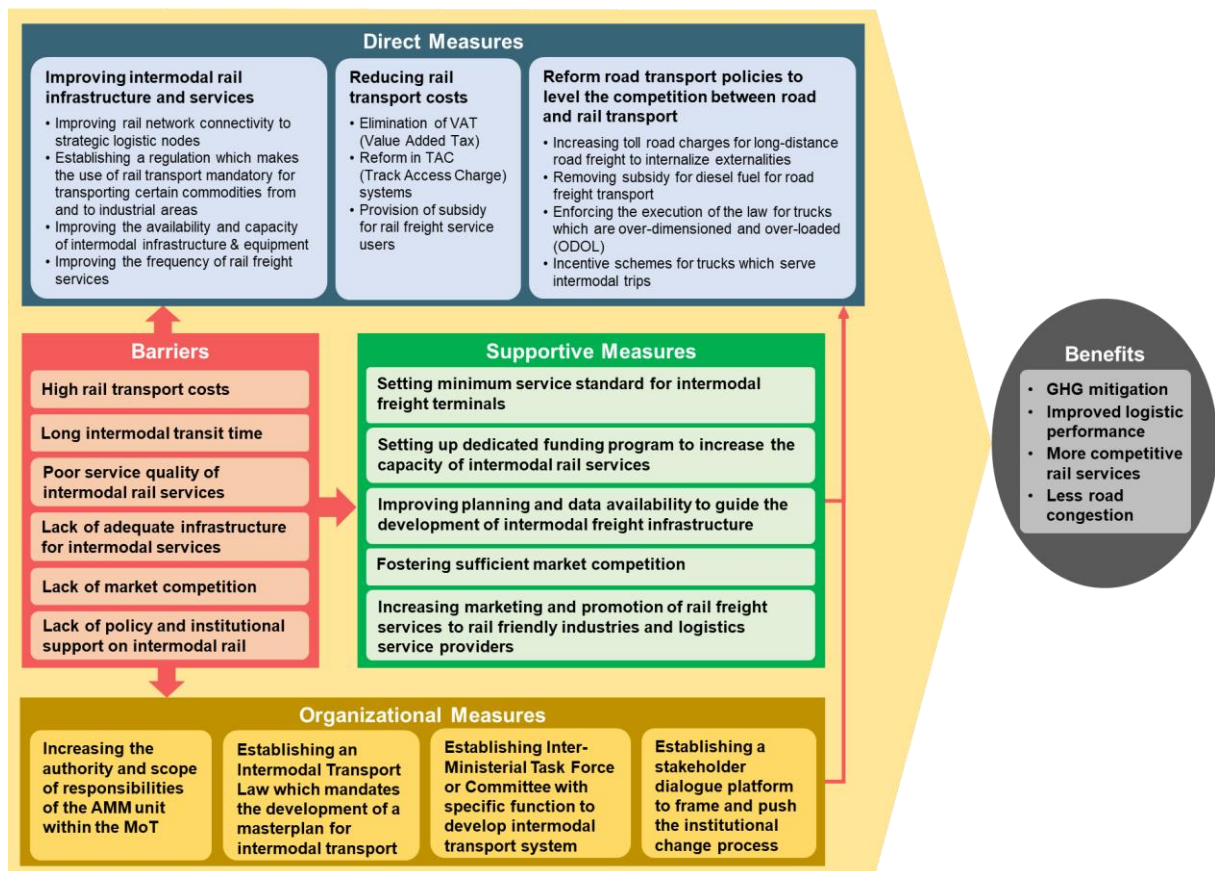 Direct Measures
Improving intermodal rail
infrastructure and services
• Improving rail network connectivity to
strategic logistic nodes
• Establishing a regulation which makes
the use of rail transport mandatory for
transporting certain commodities from
and to industrial areas
• Improving the availability and capacity
of intermodal infrastructure & equipment
• Improving the frequency of rail freight
services
Reducing rail
transport costs
• Elimination of VAT
(Value Added Tax)
• Reform in TAC
(Track Access Charge)
systems
• Provision of subsidy
for rail freight service
users
Reform road transport policies to
level the competition between road
and rail transport
• Increasing toll road charges for long-distance
road freight to internalize externalities
• Removing subsidy for diesel fuel for road
freight transport
• Enforcing the execution of the law for trucks
which are over-dimensioned and over-loaded
(ODOL)
• Incentive schemes for trucks which serve
intermodal trips
Barriers
High rail transport costs
Long intermodal transit time
Poor service quality of
intermodal rail services
Lack of adequate infrastructure
for intermodal services
Lack of market competition
Lack of policy and institutional
support on intermodal rail
Supportive Measures
Setting minimum service standard for intermodal
freight terminals
Setting up dedicated funding program to increase the
capacity of intermodal rail services
Improving planning and data availability to guide the
development of intermodal freight infrastructure
Fostering sufficient market competition
Increasing marketing and promotion of rail freight
services to rail friendly industries and logistics
service providers
Organizational Measures
Increasing the
authority and scope
of responsibilities
of the AMM unit
within the MoT
Establishing an
Intermodal Transport
Law which mandates
the development of a
masterplan for
intermodal transport
Establishing Inter-
Ministerial Task Force
or Committee with
specific function to
develop intermodal
transport system
Establishing a
stakeholder
dialogue platform
to frame and push
the institutional
change process
Benefits
• GHG mitigation
• Improved logistic
performance
• More competitive
rail services
• Less road
congestion